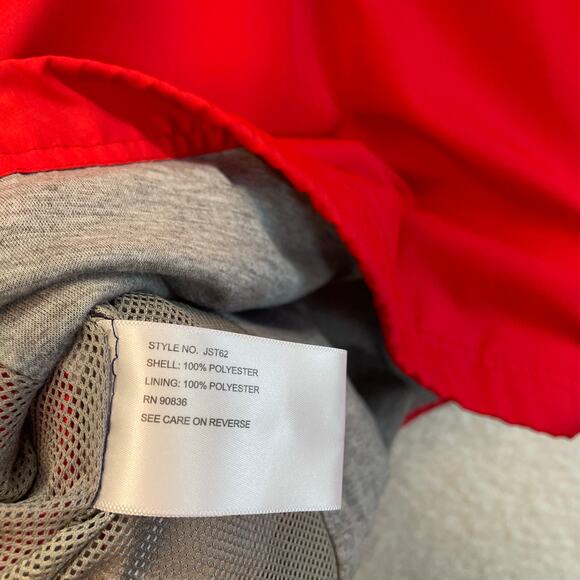 STYLE NO. JST62
SHELL: 100% POLYESTER
LINING: 100% POLYESTER
RN 90836
SEE CARE ON REVERSE